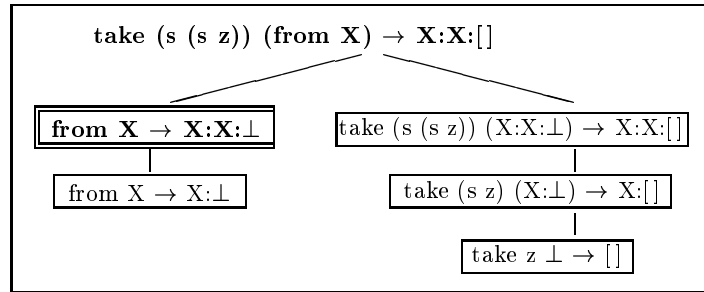 take (s (s z)) (from X) → X:X:[ ]
from X → X:X:⊥
take (s (s z)) (X:X:⊥) → X:X:[ ]
from X → X:⊥
take (s z) (X:⊥) → X:[ ]
take z ⊥ → [ ]